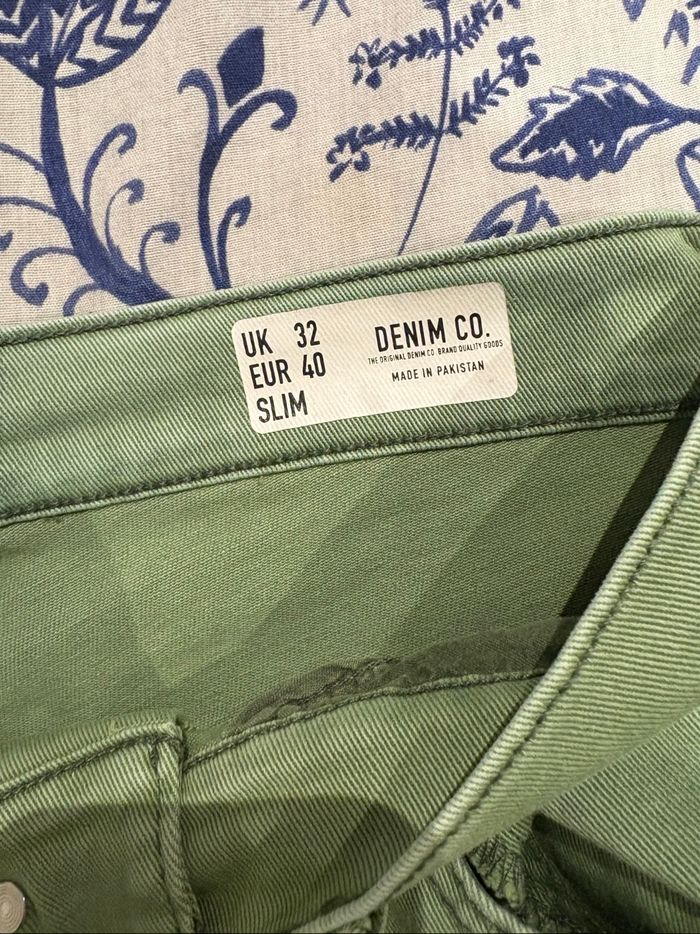 UK 32
EUR 40
SLIM
DENIM CO.
THE ORIGINAL DENIM CO BRAND QUALITY GOODS
MADE IN PAKISTAN